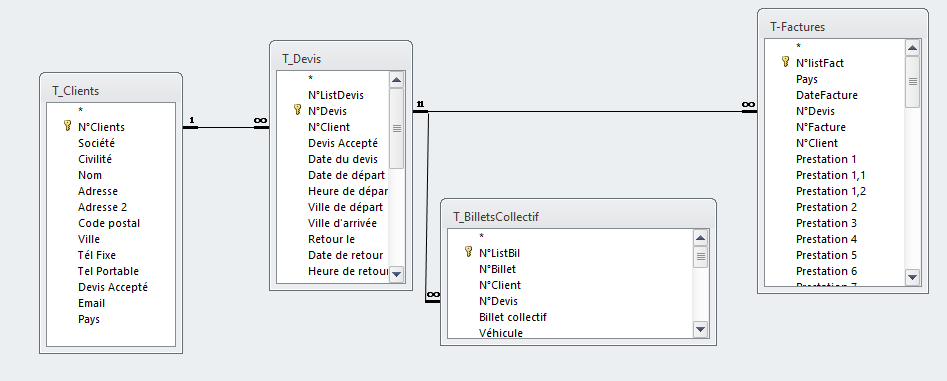 T_Clients
*
N°Clients
Société
Civilité
Nom
Adresse
Adresse 2
Code postal
Ville
Tél Fixe
Tel Portable
Devis Accepté
Email
Pays
1
∞
T_Devis
*
N°ListDevis
N°Devis
N°Client
Devis Accepté
Date du devis
Date de départ
Heure de dépar
Ville de départ
Ville d'arrivée
Retour le
Date de retour
Heure de retour
11
∞
∞
T_BilletsCollectif
*
N°ListBil
N°Billet
N°Client
N°Devis
Billet collectif
Véhicule
T-Factures
*
N°listFact
Pays
DateFacture
N°Devis
N°Facture
N°Client
Prestation 1
Prestation 1,1
Prestation 1,2
Prestation 2
Prestation 3
Prestation 4
Prestation 5
Prestation 6
Prestation 7